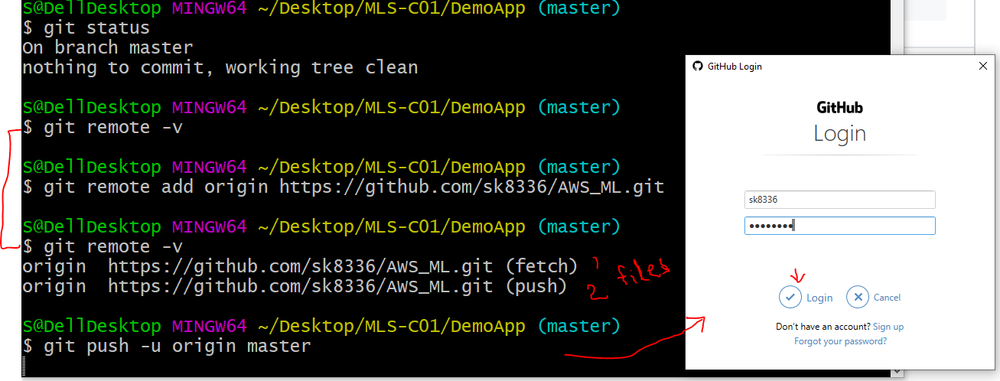 S@DellDesktop MINGW64 ~/Desktop/MLS-C01/DemoApp (master)
$ git status
On branch master
nothing to commit, working tree clean
S@DellDesktop MINGW64 ~/Desktop/MLS-C01/DemoApp (master)
$ git remote -v
S@DellDesktop MINGW64 ~/Desktop/MLS-C01/DemoApp (master)
$ git remote add origin https://github.com/sk8336/AWS_ML.git
S@DellDesktop MINGW64 ~/Desktop/MLS-C01/DemoApp (master)
$ git remote -v
origin  https://github.com/sk8336/AWS_ML.git (fetch) 1
origin  https://github.com/sk8336/AWS_ML.git (push) 2
files
S@DellDesktop MINGW64 ~/Desktop/MLS-C01/DemoApp (master)
$ git push -u origin master
GitHub Login
GitHub
Login
sk8336
●●●●●●●●
Login Cancel
Don't have an account? Sign up
Forgot your password?